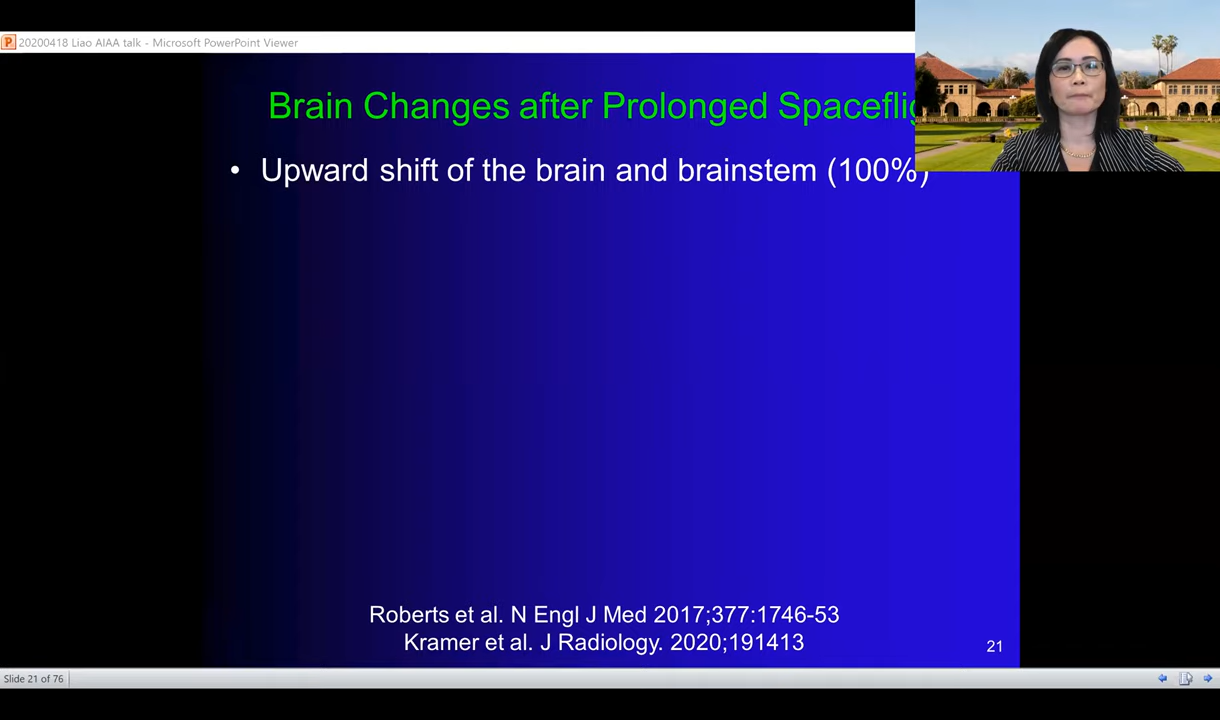 20200418 Liao AIAA talk - Microsoft PowerPoint Viewer
Brain Changes after Prolonged
• Upward shift of the brain and brainstem (100%)
Roberts et al. N Engl J Med 2017;377:1746-53
Kramer et al. J Radiology. 2020;191413
21
Slide 21 of 76